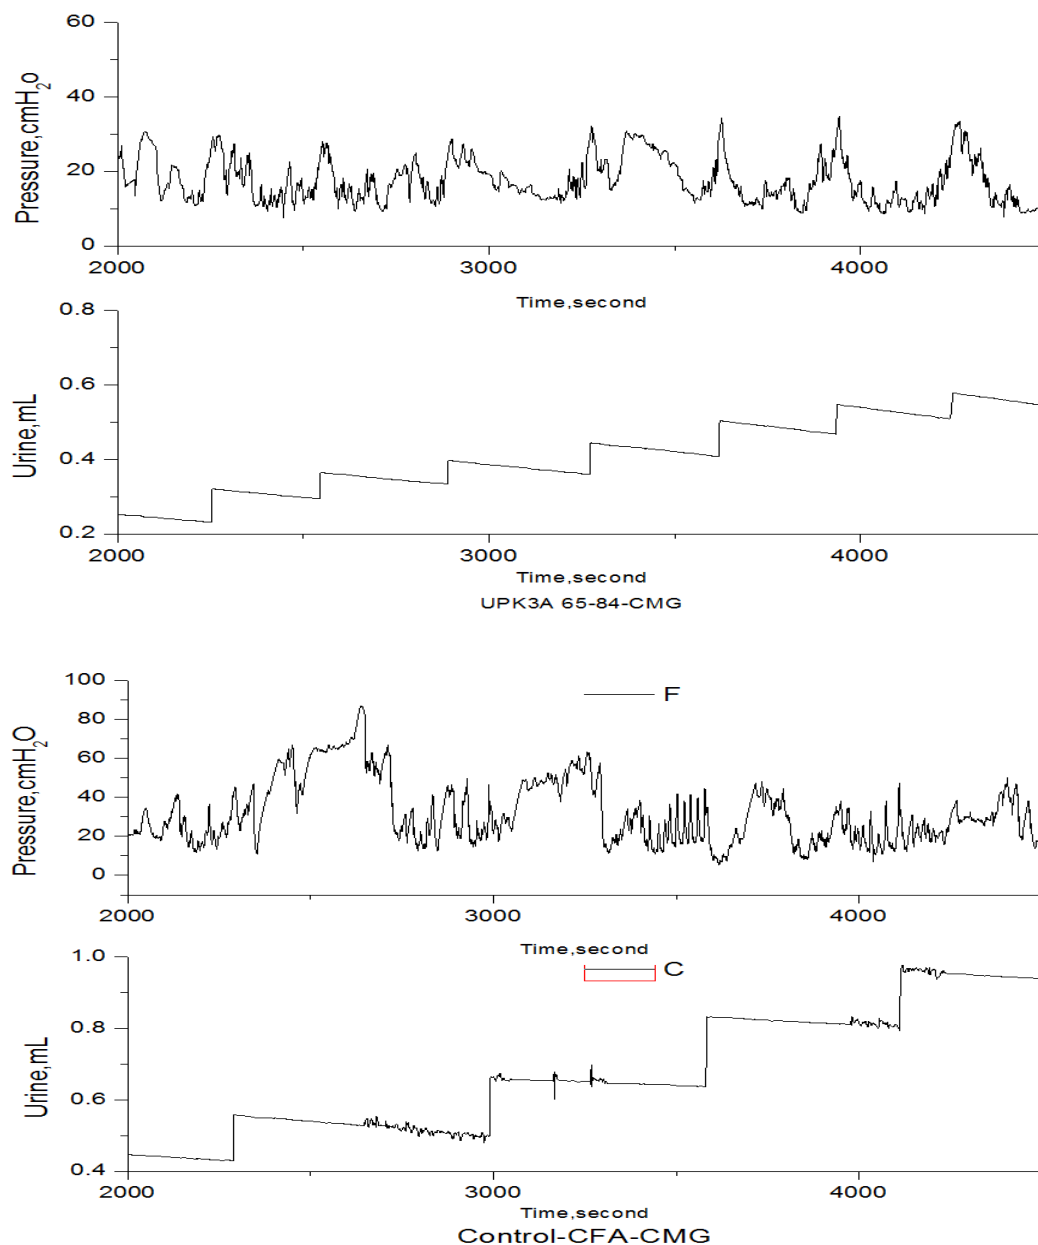 60
40
20
0
Pressure,cmH2o
2000 3000 4000
Time,second
0.8
0.6
0.4
0.2
Urine,mL
2000 3000 4000
Time,second
UPK3A 65-84-CMG
100
80
60
40
20
0
Pressure,cmH2O
F
2000 3000 4000
Time,second
1.0
0.8
0.6
0.4
Urine,mL
C
2000 3000 4000
Time,second
Control-CFA-CMG